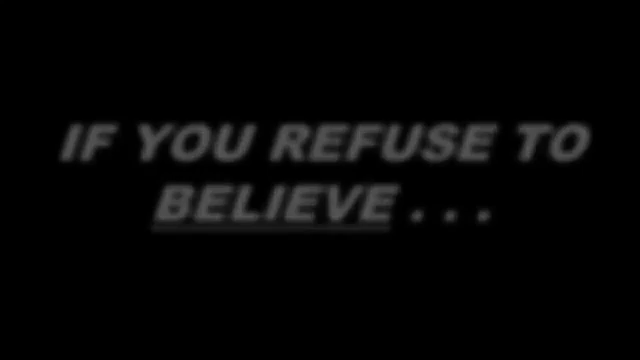 IF YOU REFUSE TO
BELIEVE . . .